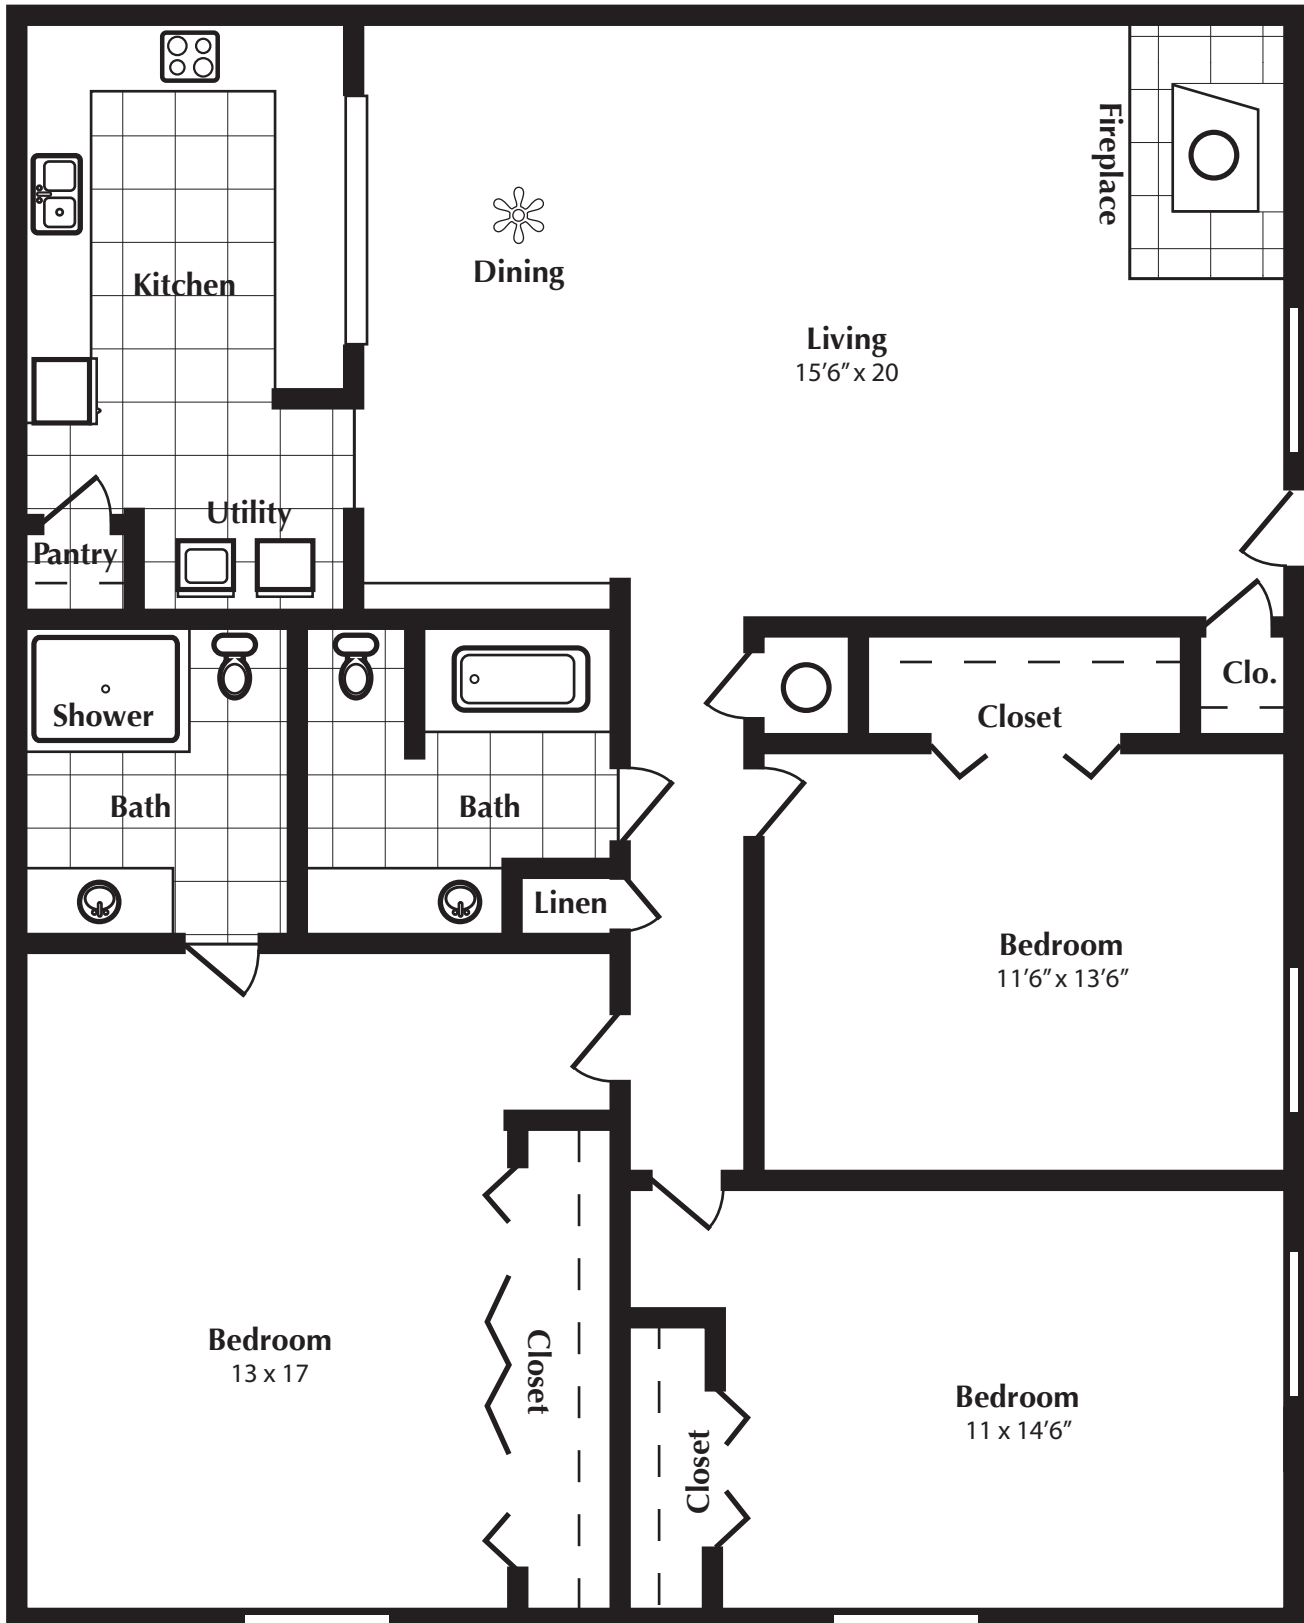 Fireplace
Dining
Kitchen
Living
15’6” x 20
Utility
Pantry
Clo.
Shower
Closet
Bath
Bath
Linen
Bedroom
11’6” x 13’6”
Bedroom
13 x 17
Closet
Bedroom
11 x 14’6”
Closet